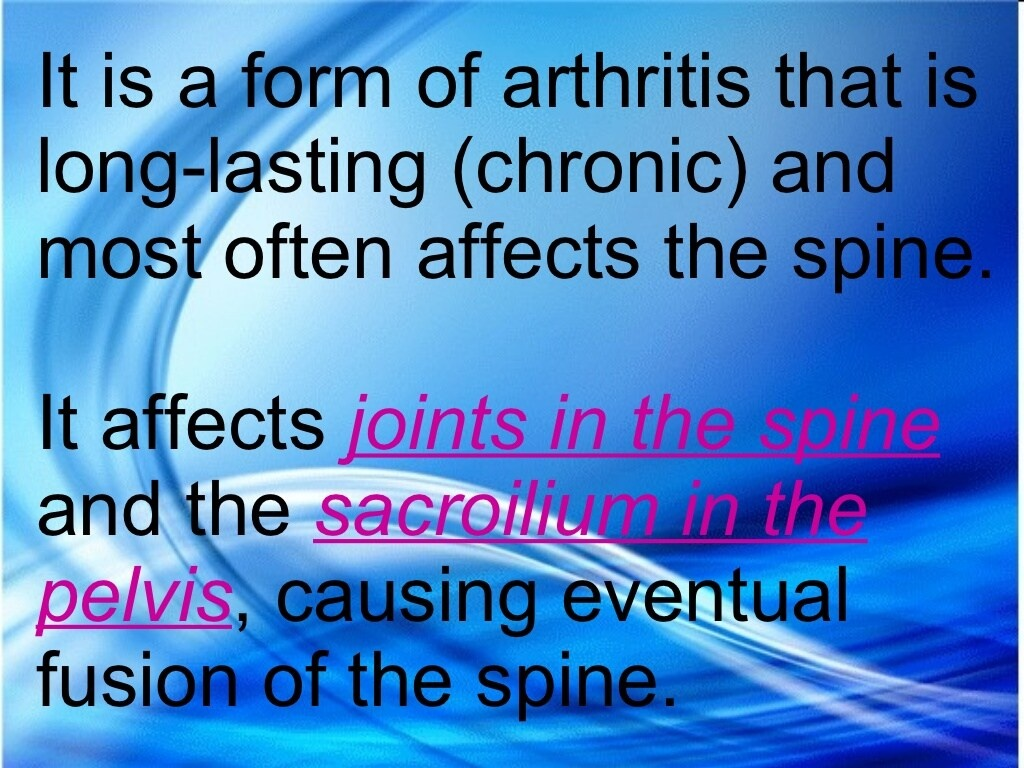 It is a form of arthritis that is
long-lasting (chronic) and
most often affects the spine.
It affects joints in the spine
and the sacroilium in the
pelvis, causing eventual
fusion of the spine.